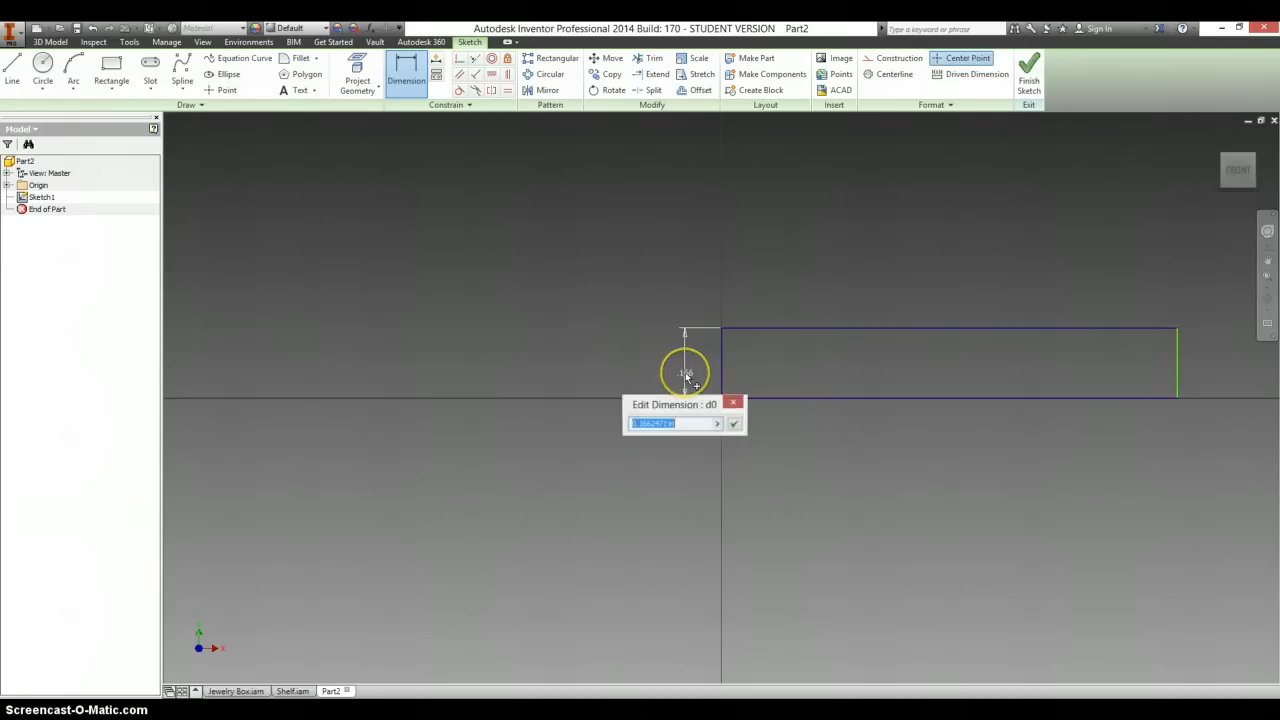 Material
Default
Autodesk Inventor Professional 2014 Build: 170 - STUDENT VERSION Part2
Type a keyword or phrase
Sign In
PRO
3D Model Inspect Tools Manage View Environments BIM Get Started Vault Autodesk 360 Sketch
Line Circle Arc Rectangle Slot Spline
Equation Curve Fillet
Ellipse Polygon
Point Text
Project Geometry
Dimension
Rectangular
Circular
Mirror
Move Trim Scale
Copy Extend Stretch
Rotate Split Offset
Make Part
Make Components
Create Block
Image
Points
ACAD
Construction Center Point
Centerline Driven Dimension
Finish Sketch
Draw Constrain Pattern Modify Layout Insert Format Exit
Model
Part2
View: Master
Origin
Sketch1
End of Part
FRONT
.166
Edit Dimension : d0
X
Jewelry Box.iam Shelf.iam Part2
Screencast-O-Matic.com